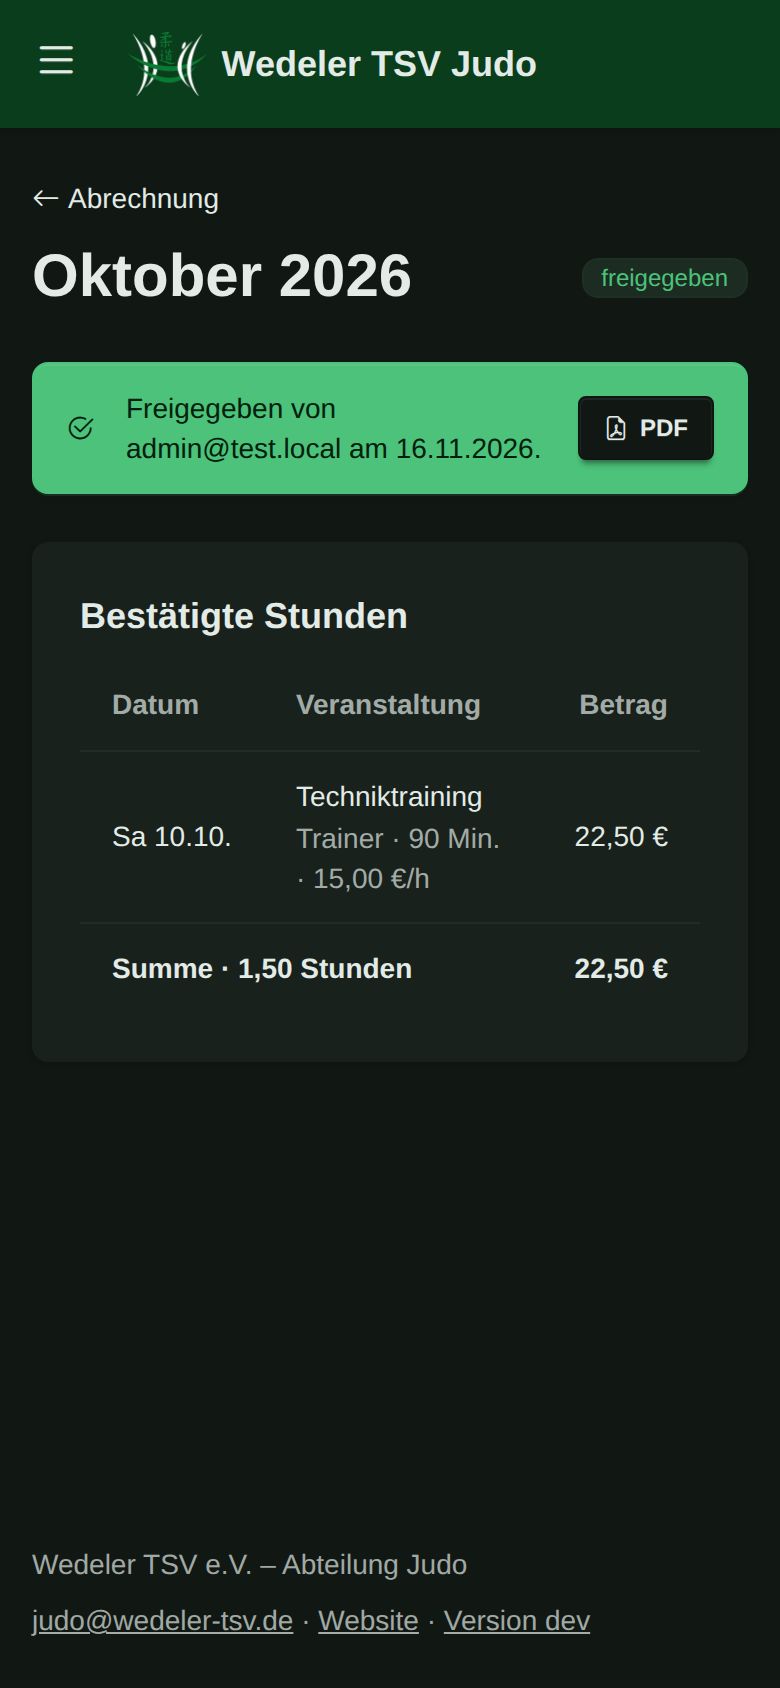 柔道
Wedeler TSV Judo
← Abrechnung
Oktober 2026
freigegeben
Freigegeben von
admin@test.local am 16.11.2026.
PDF
Bestätigte Stunden
Datum Veranstaltung Betrag
Techniktraining
Sa 10.10. Trainer · 90 Min. 22,50 €
· 15,00 €/h
Summe · 1,50 Stunden 22,50 €
Wedeler TSV e.V. – Abteilung Judo
judo@wedeler-tsv.de · Website · Version dev